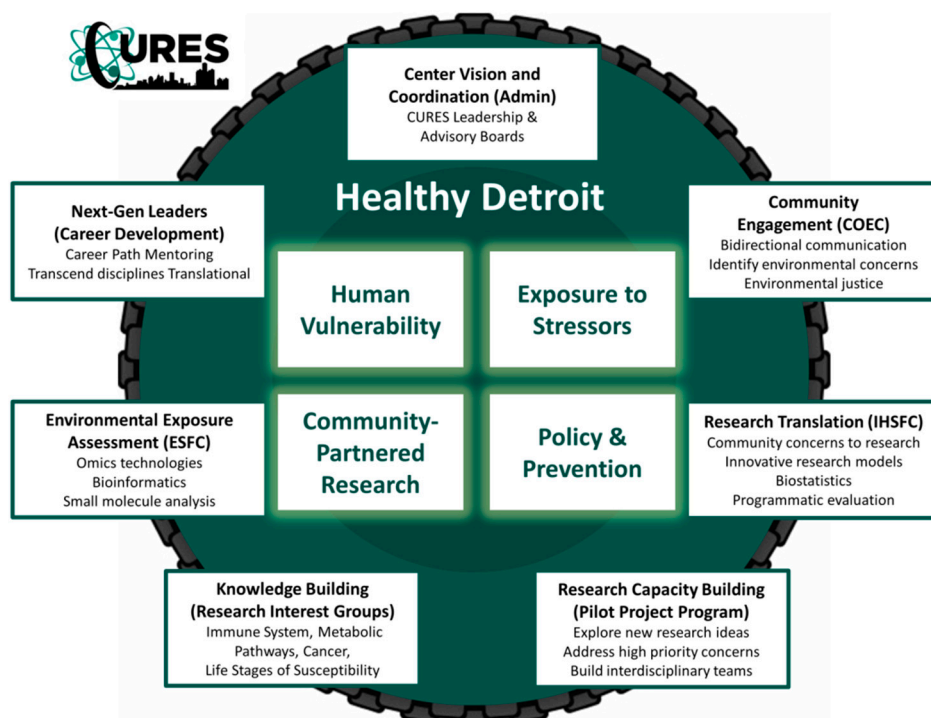 CURES
Center Vision and
Coordination (Admin)
CURES Leadership &
Advisory Boards
Healthy Detroit
Next-Gen Leaders
(Career Development)
Career Path Mentoring
Transcend disciplines Translational
Community
Engagement (COEC)
Bidirectional communication
Identify environmental concerns
Environmental justice
Human
Vulnerability
Exposure to
Stressors
Environmental Exposure
Assessment (ESFC)
Omics technologies
Bioinformatics
Small molecule analysis
Community-
Partnered
Research
Policy &
Prevention
Research Translation (IHSFC)
Community concerns to research
Innovative research models
Biostatistics
Programmatic evaluation
Knowledge Building
(Research Interest Groups)
Immune System, Metabolic
Pathways, Cancer,
Life Stages of Susceptibility
Research Capacity Building
(Pilot Project Program)
Explore new research ideas
Address high priority concerns
Build interdisciplinary teams